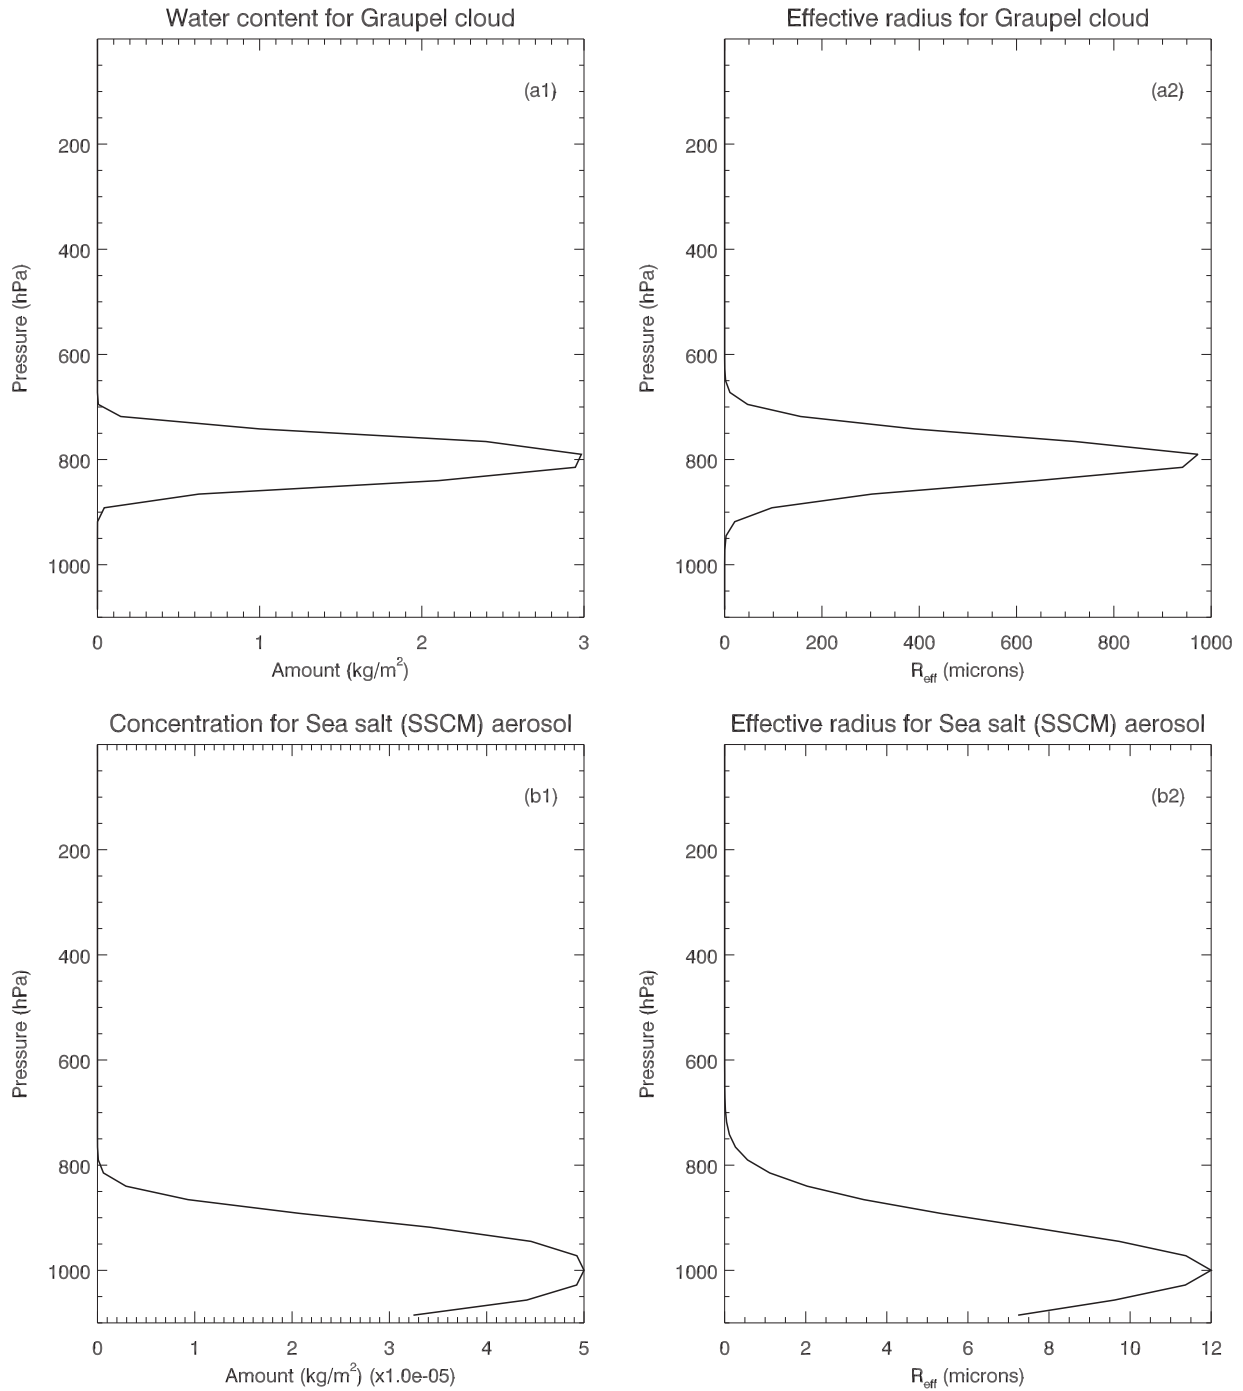 Water content for Graupel cloud
(a1)
200
400
600
800
1000
Pressure (hPa)
0 1 2 3
Amount (kg/m²)
Effective radius for Graupel cloud
(a2)
200
400
600
800
1000
Pressure (hPa)
0 200 400 600 800 1000
Reff (microns)
Concentration for Sea salt (SSCM) aerosol
(b1)
200
400
600
800
1000
Pressure (hPa)
0 1 2 3 4 5
Amount (kg/m²) (x1.0e-05)
Effective radius for Sea salt (SSCM) aerosol
(b2)
200
400
600
800
1000
Pressure (hPa)
0 2 4 6 8 10 12
Reff (microns)